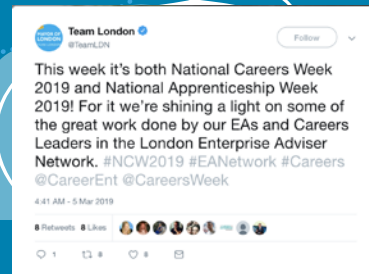 Team London
@TeamLDN
Follow
This week it's both National Careers Week
2019 and National Apprenticeship Week
2019! For it we're shining a light on some of
the great work done by our EAs and Careers
Leaders in the London Enterprise Adviser
Network. #NCW2019 #EANetwork #Careers
@CareerEnt @CareersWeek
4:41 AM - 5 Mar 2019
8 Retweets 8 Likes
1 8 8